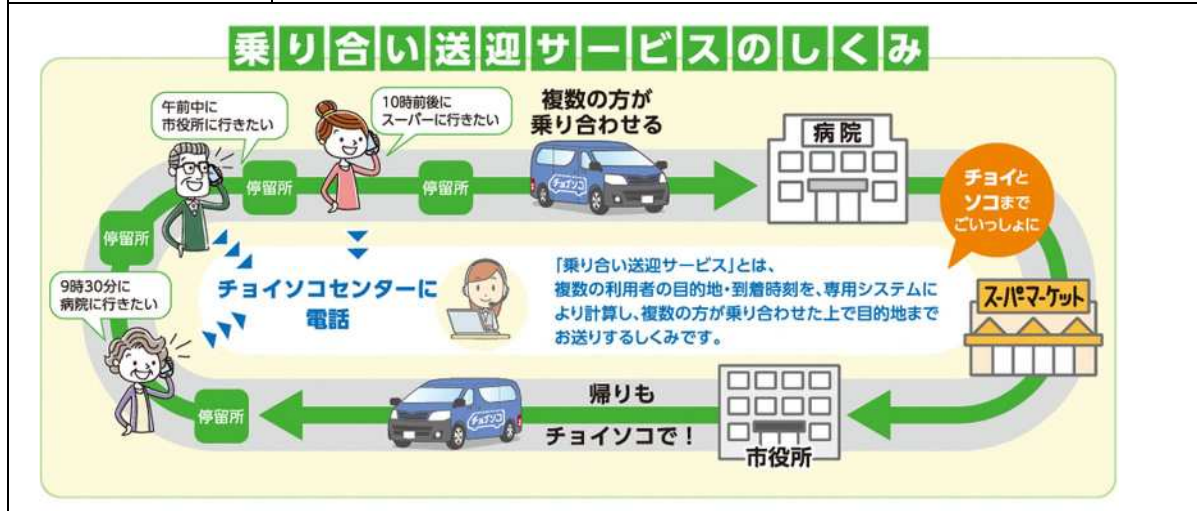 乗り合い送迎サービスのしくみ
午前中に
市役所に行きたい
10時前後に
スーパーに行きたい
複数の方が
乗り合わせる
病院
チョイと
ソコまで
ごいっしょに
停留所
停留所
停留所
チョイソコ
9時30分に
病院に行きたい
チョイソコセンターに
電話
「乗り合い送迎サービス」とは、
複数の利用者の目的地・到着時刻を、専用システムに
より計算し、複数の方が乗り合わせた上で目的地まで
お送りするしくみです。
スーパーマーケット
停留所
チョイソコ
帰りも
チョイソコで！
市役所